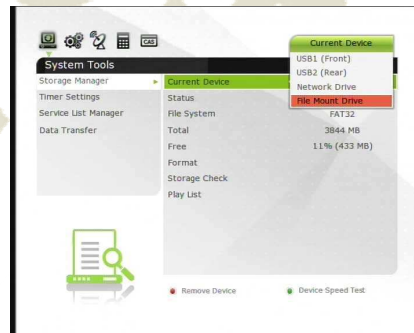 CAS
Current Device
System Tools
USB1 (Front)
USB2 (Rear)
Network Drive
File Mount Drive
Storage Manager
Timer Settings
Service List Manager
Data Transfer
Current Device
Status
File System FAT32
Total 3844 MB
Free 11% (433 MB)
Format
Storage Check
Play List
Remove Device
Device Speed Test